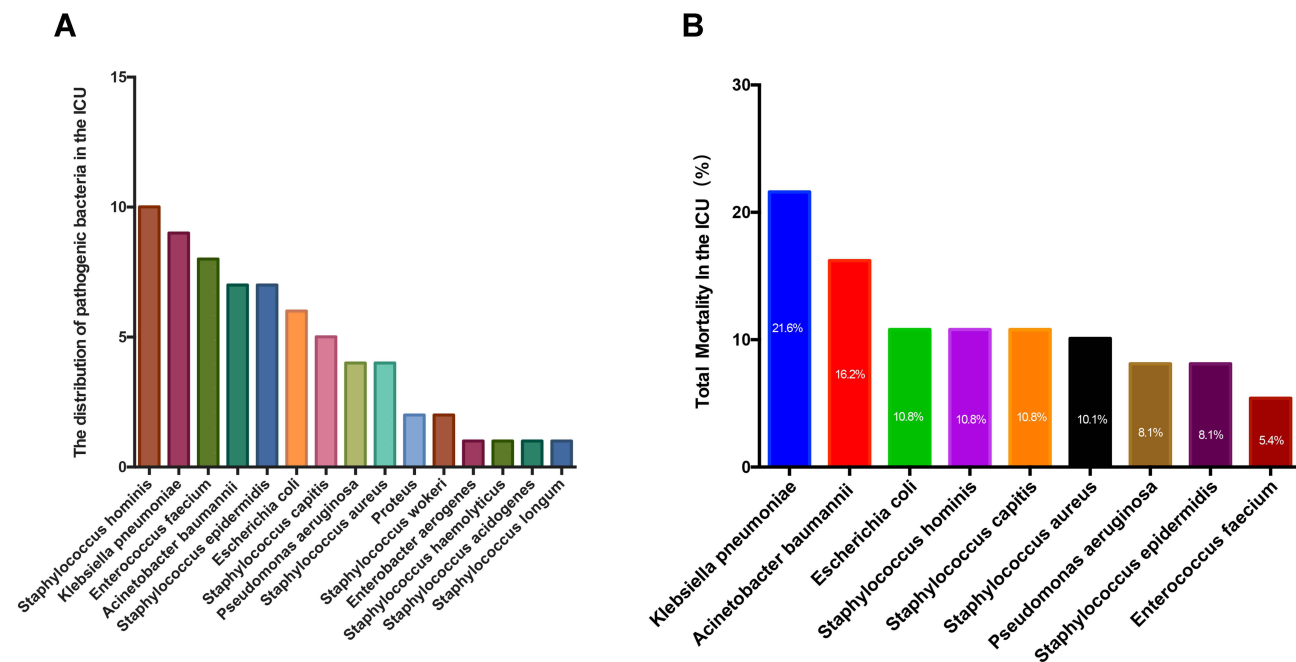 A
The distribution of pathogenic bacteria in the ICU
15
10
5
0
Staphylococcus hominis
Klebsiella pneumoniae
Enterococcus faecium
Acinetobacter baumannii
Staphylococcus epidermidis
Escherichia coli
Staphylococcus capitis
Pseudomonas aeruginosa
Staphylococcus aureus
Proteus
Staphylococcus wokeri
Enterobacter aerogenes
Staphylococcus haemolyticus
Staphylococcus acidogenes
Staphylococcus longum
B
Total Mortality In the ICU (%)
30
20
10
0
21.6%
16.2%
10.8%
10.8%
10.8%
10.1%
8.1%
8.1%
5.4%
Klebsiella pneumoniae
Acinetobacter baumannii
Escherichia coli
Staphylococcus hominis
Staphylococcus capitis
Staphylococcus aureus
Pseudomonas aeruginosa
Staphylococcus epidermidis
Enterococcus faecium